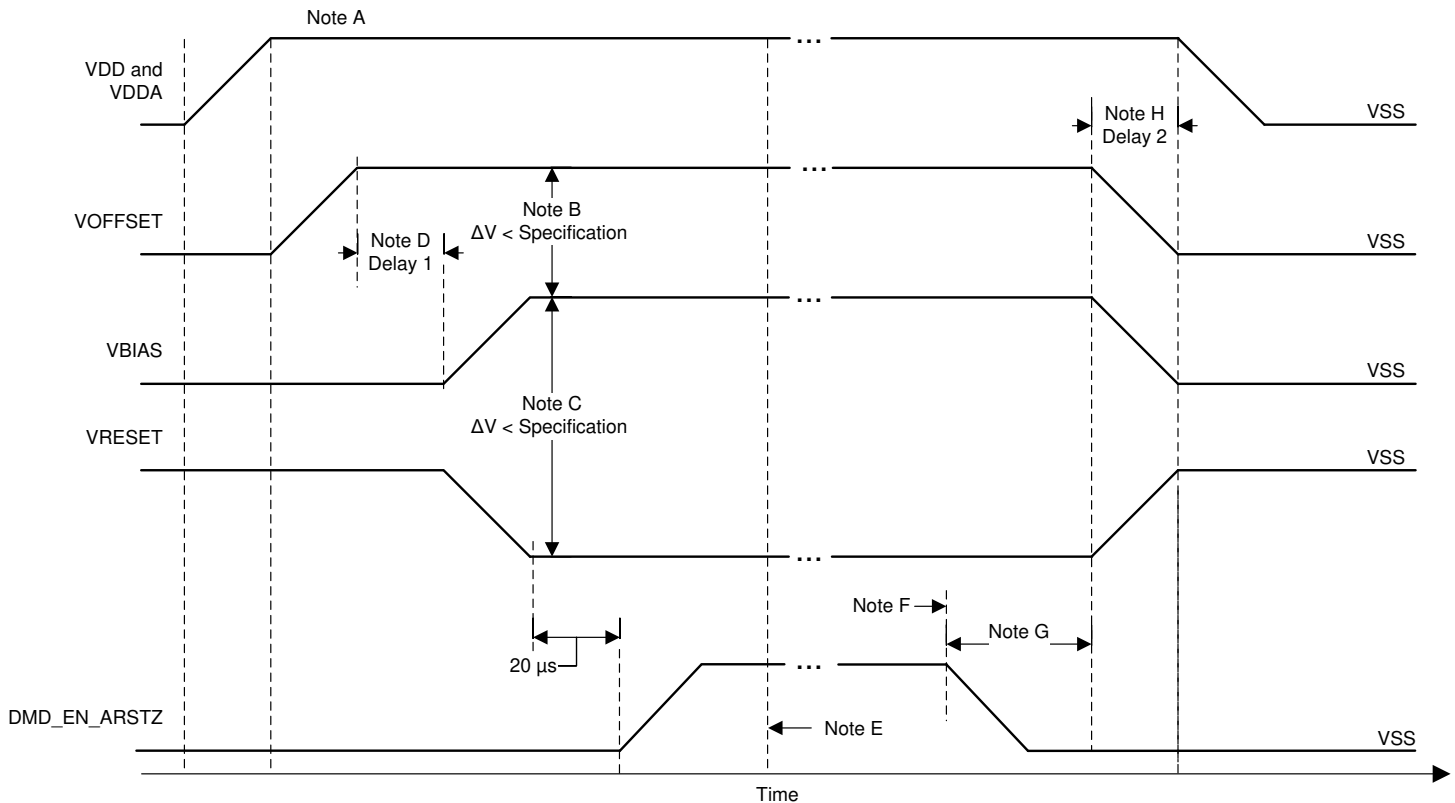 Note A
VDD and
VDDA
...
VSS
Note H
Delay 2
VOFFSET
...
VSS
Note B
ΔV < Specification
Note D
Delay 1
VBIAS
...
VSS
Note C
ΔV < Specification
VRESET
...
VSS
20 µs
Note F
Note G
DMD_EN_ARSTZ
...
Note E
VSS
Time